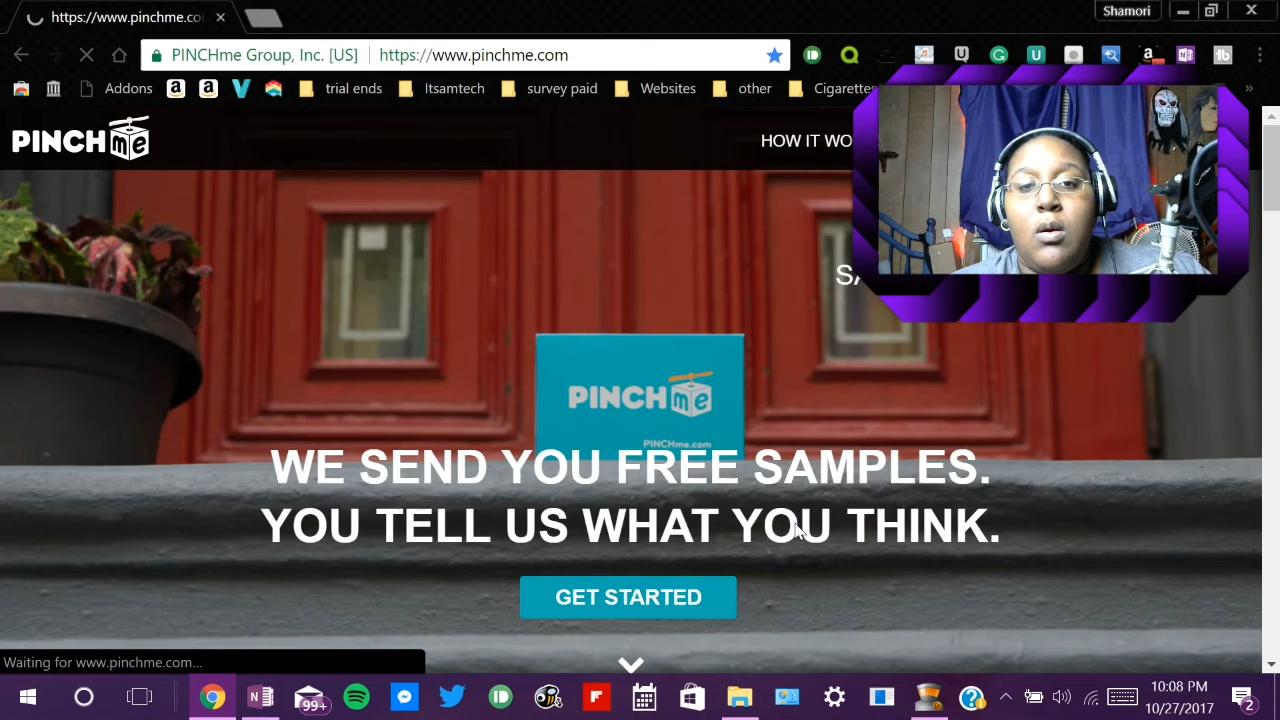 https://www.pinchme.co
Shamori
PINCHme Group, Inc. [US]
https://www.pinchme.com
Addons
trial ends
Itsamtech
survey paid
Websites
other
Cigarette
»
PINCHme
HOW IT WO
SA
PINCHme
PINCHme.com
WE SEND YOU FREE SAMPLES.
YOU TELL US WHAT YOU THINK.
GET STARTED
Waiting for www.pinchme.com...
99+
10:08 PM
10/27/2017
2